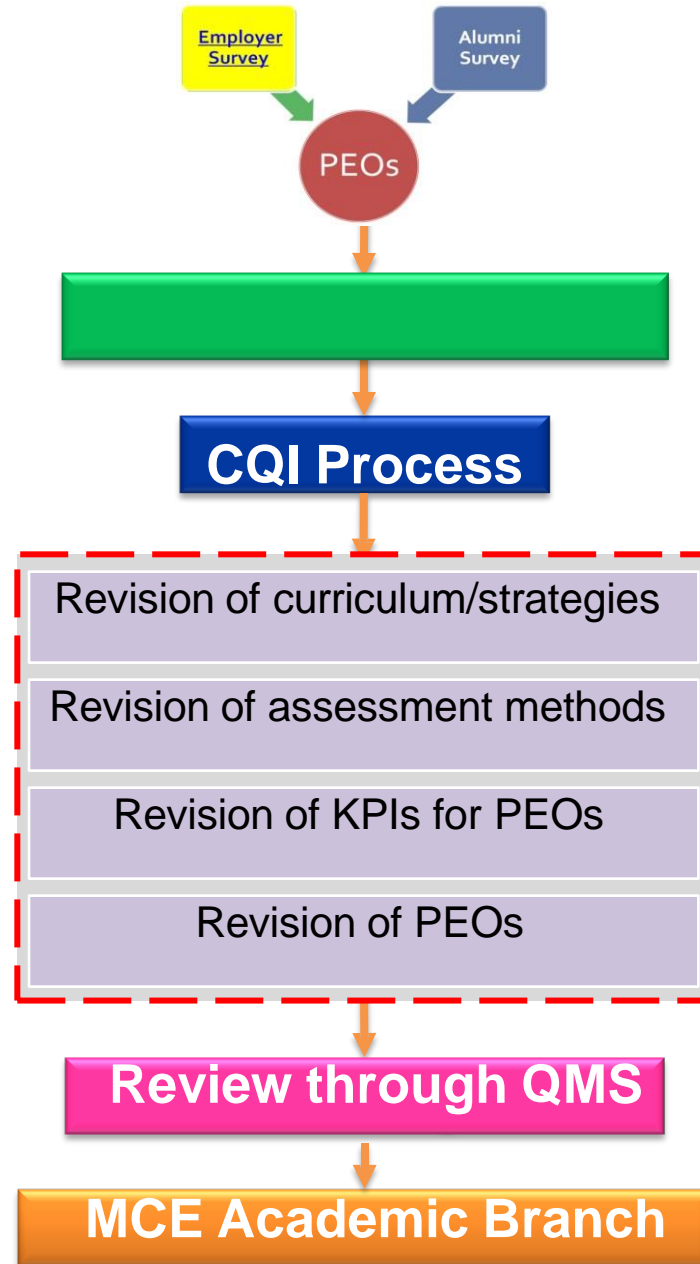 Employer
Survey
Alumni
Survey
PEOs
CQI Process
Revision of curriculum/strategies
Revision of assessment methods
Revision of KPIs for PEOs
Revision of PEOs
Review through QMS
MCE Academic Branch